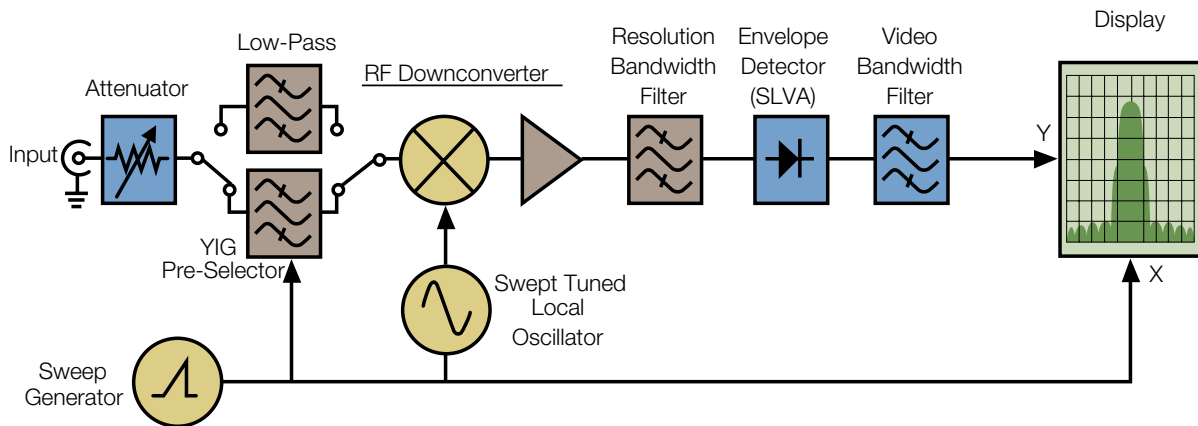 Display
Low-Pass
Resolution
Bandwidth
Filter
Envelope
Detector
(SLVA)
Video
Bandwidth
Filter
RF Downconverter
Attenuator
Input
Y
YIG
Pre-Selector
X
Swept Tuned
Local
Oscillator
Sweep
Generator